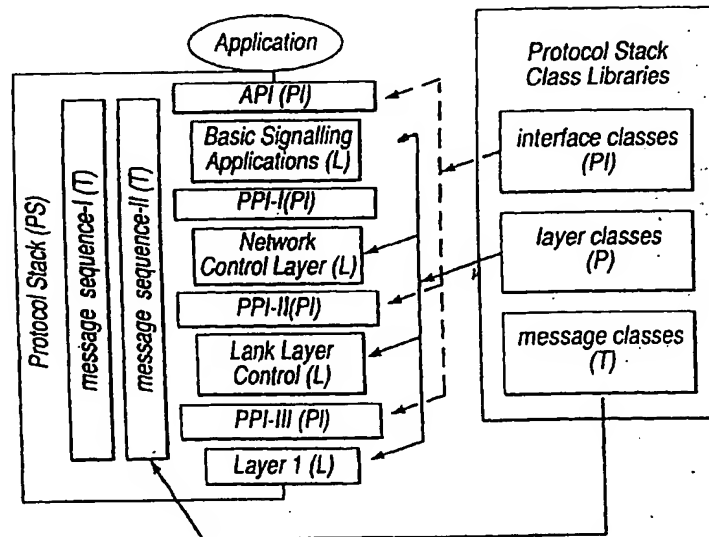 Application
Protocol Stack (PS)
message sequence-I (T)
message sequence-II (T)
API (PI)
Basic Signalling
Applications (L)
PPI-I(PI)
Network
Control Layer (L)
PPI-II(PI)
Lank Layer
Control (L)
PPI-III (PI)
Layer 1 (L)
Protocol Stack
Class Libraries
interface classes
(PI)
layer classes
(P)
message classes
(T)